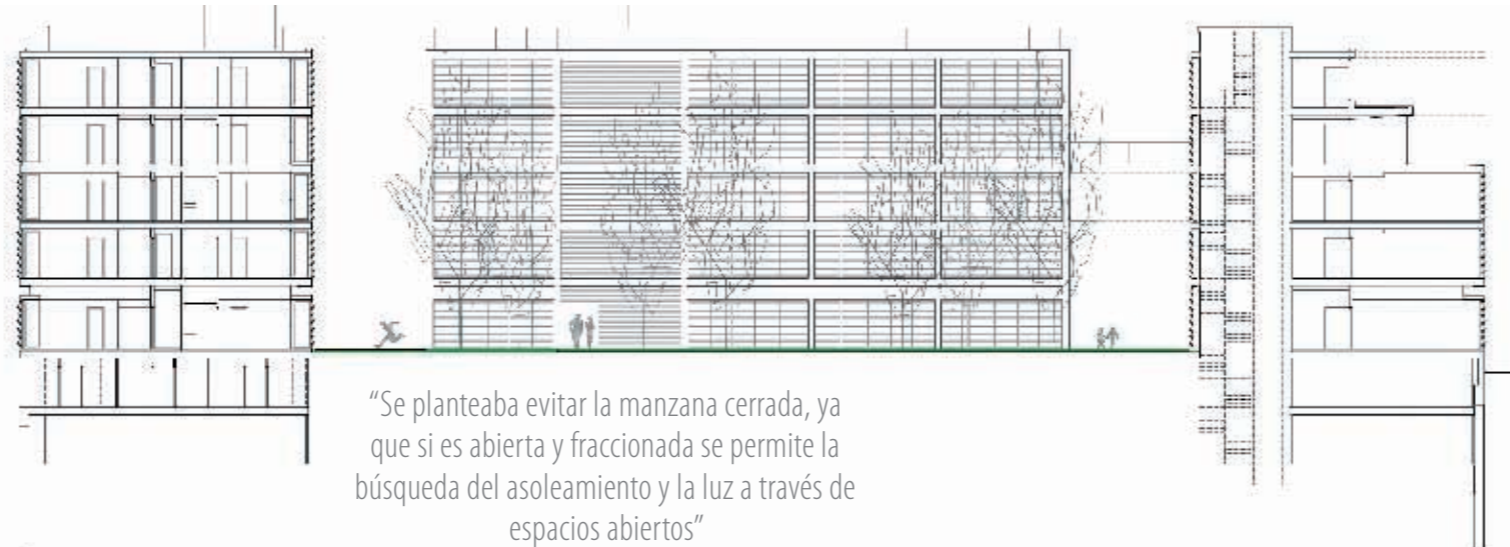 “Se planteaba evitar la manzana cerrada, ya
que si es abierta y fraccionada se permite la
búsqueda del asoleamiento y la luz a través de
espacios abiertos”